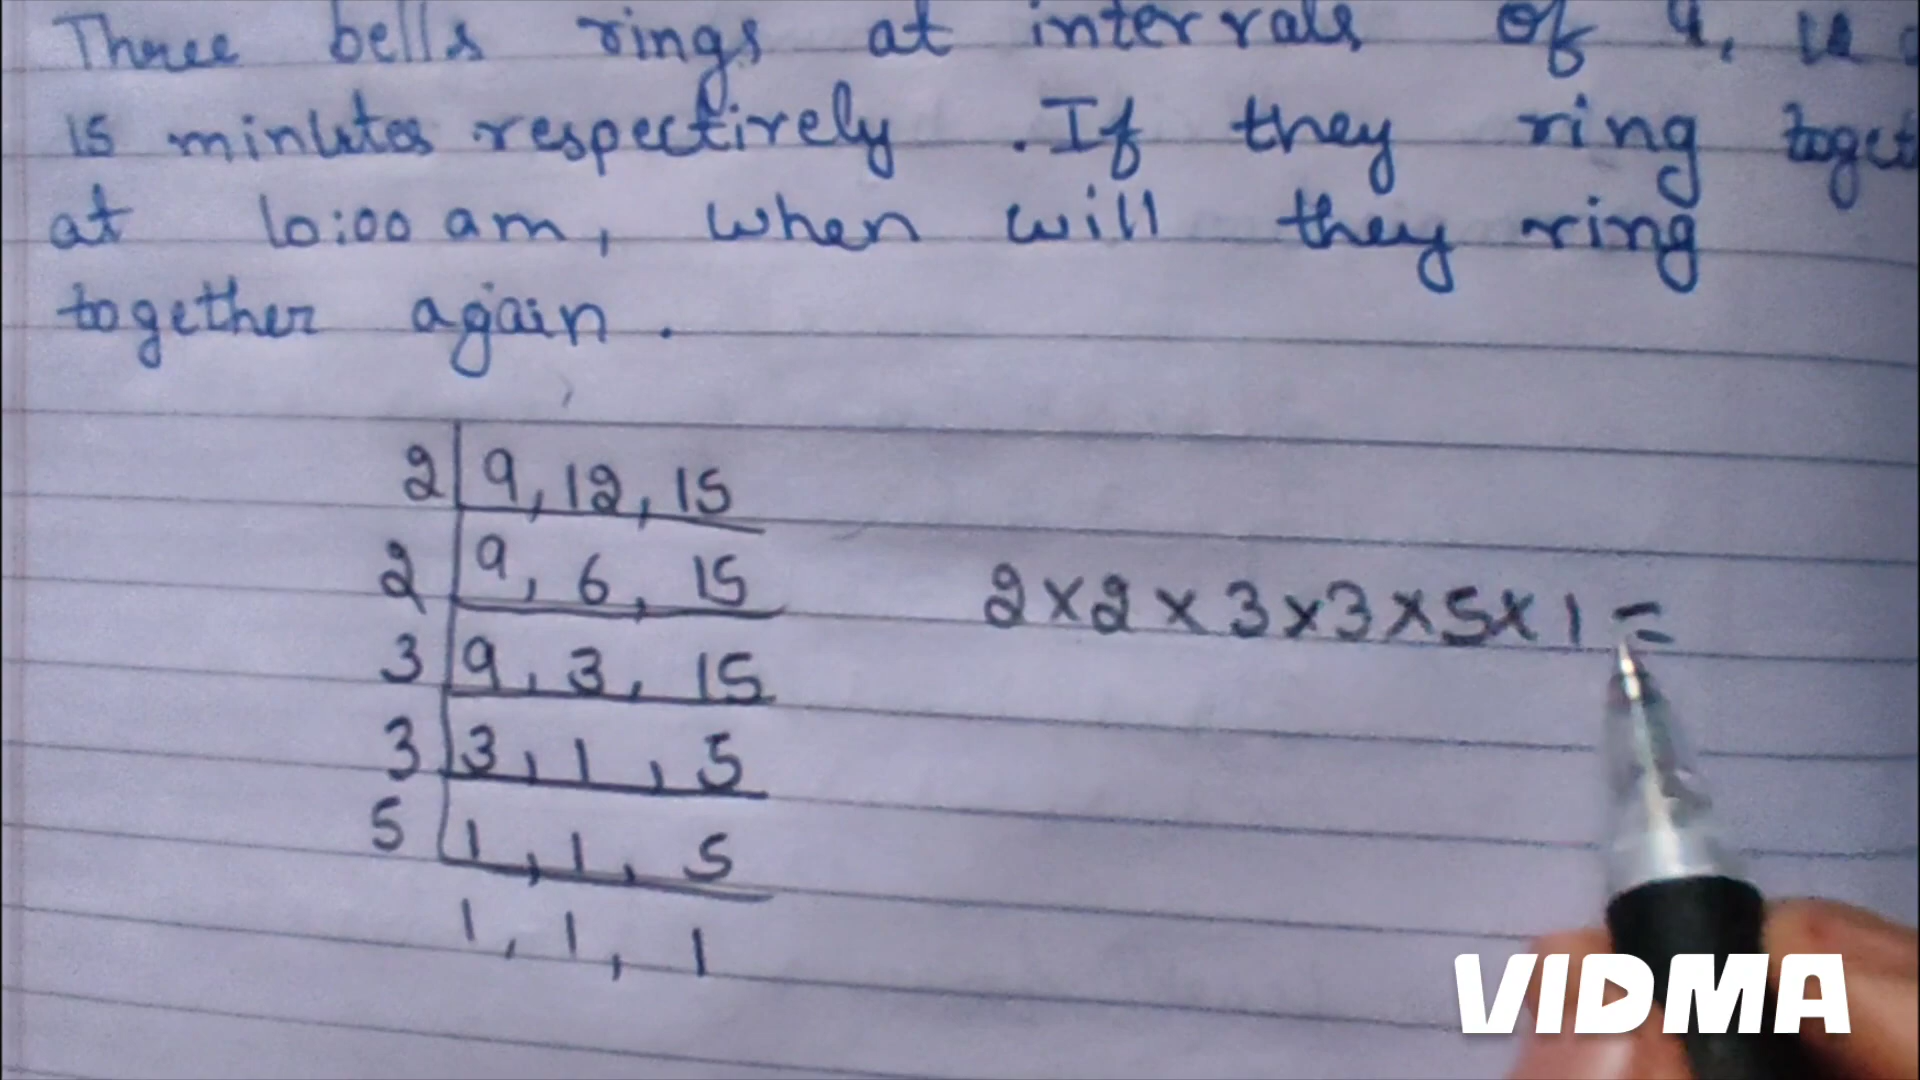 Three bells rings at intervals of 9, 12
15 minutes respectively . If they ring toget
at 10:00 am, when will they ring
together again .
2 9, 12, 15
2 9, 6, 15
3 9, 3, 15
3 3, 1, 5
5 1, 1, 5
1, 1, 1
2×2×3×3×5×1=
VIDMA